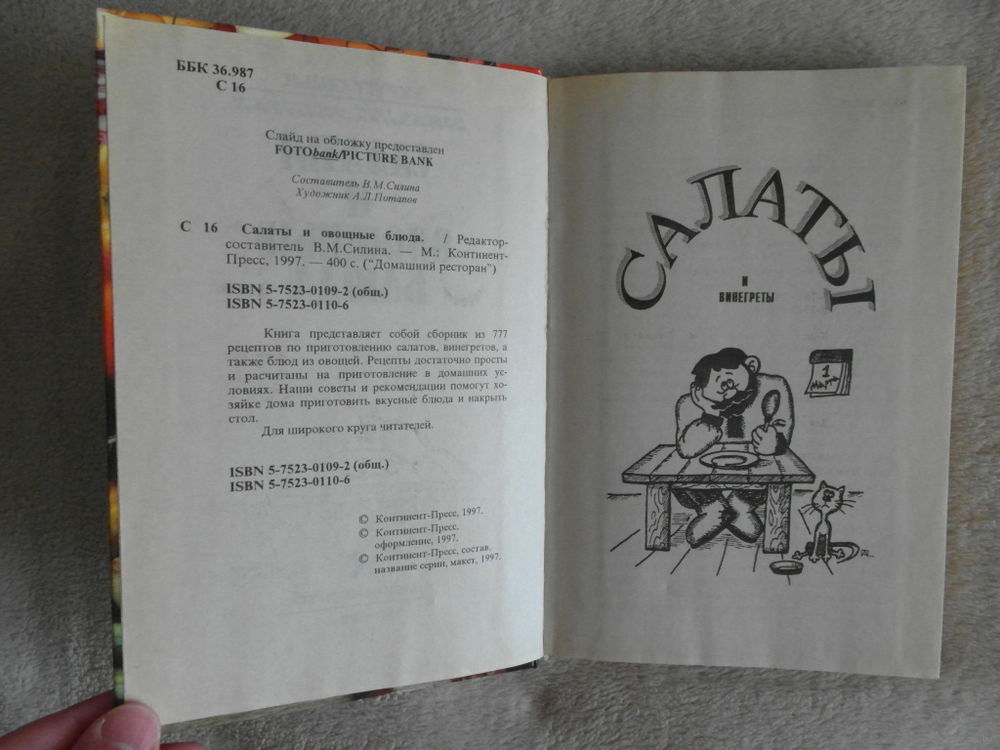 ББК 36.987
С 16
Слайд на обложку предоставлен
FOTObank/PICTURE BANK
Составитель В.М.Силина
Художник А.Л.Потапов
С 16 Салаты и овощные блюда. / Редактор-
составитель В.М.Силина. — М.: Континент-
Пресс, 1997. — 400 с. ("Домашний ресторан")
ISBN 5-7523-0109-2 (общ.)
ISBN 5-7523-0110-6
Книга представляет собой сборник из 777
рецептов по приготовлению салатов, винегретов, а
также блюд из овощей. Рецепты достаточно просты
и расчитаны на приготовление в домашних ус-
ловиях. Наши советы и рекомендации помогут хо-
зяйке дома приготовить вкусные блюда и накрыть
стол.
Для широкого круга читателей.
ISBN 5-7523-0109-2 (общ.)
ISBN 5-7523-0110-6
© Континент-Пресс, 1997.
© Континент-Пресс,
оформление, 1997.
© Континент-Пресс, состав,
название серии, макет, 1997.
САЛАТЫ
И
ВИНЕГРЕТЫ
1
марта